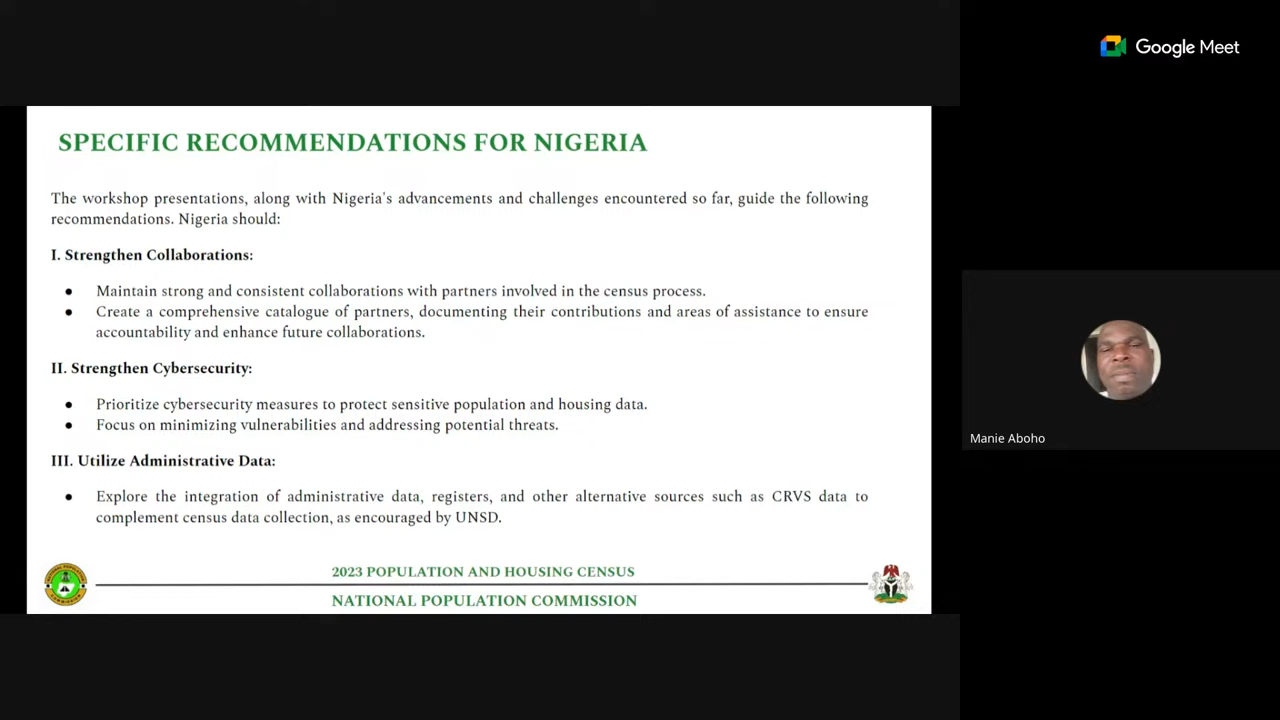 Google Meet
SPECIFIC RECOMMENDATIONS FOR NIGERIA
The workshop presentations, along with Nigeria's advancements and challenges encountered so far, guide the following
recommendations. Nigeria should:
I. Strengthen Collaborations:
● Maintain strong and consistent collaborations with partners involved in the census process.
● Create a comprehensive catalogue of partners, documenting their contributions and areas of assistance to ensure
accountability and enhance future collaborations.
II. Strengthen Cybersecurity:
● Prioritize cybersecurity measures to protect sensitive population and housing data.
● Focus on minimizing vulnerabilities and addressing potential threats.
III. Utilize Administrative Data:
● Explore the integration of administrative data, registers, and other alternative sources such as CRVS data to
complement census data collection, as encouraged by UNSD.
2023 POPULATION AND HOUSING CENSUS
NATIONAL POPULATION COMMISSION
Manie Aboho